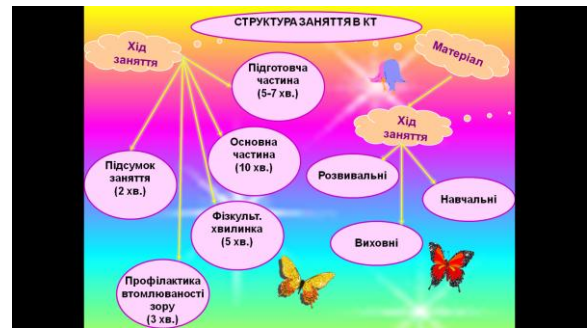 СТРУКТУРА ЗАНЯТТЯ В КТ
Хід
заняття
Матеріал
Підготовча
частина
(5-7 хв.)
Хід
заняття
Основна
частина
(10 хв.)
Підсумок
заняття
(2 хв.)
Розвивальні
Навчальні
Фізкульт.
хвилинка
(5 хв.)
Виховні
Профілактика
втомлюваності
зору
(3 хв.)